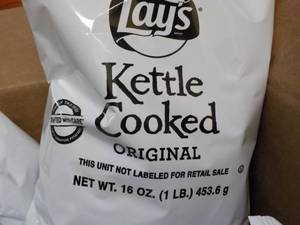 Lay's
Kettle
Cooked
ORIGINAL
THIS UNIT NOT LABELED FOR RETAIL SALE
NET WT. 16 OZ. (1 LB.) 453.6 g